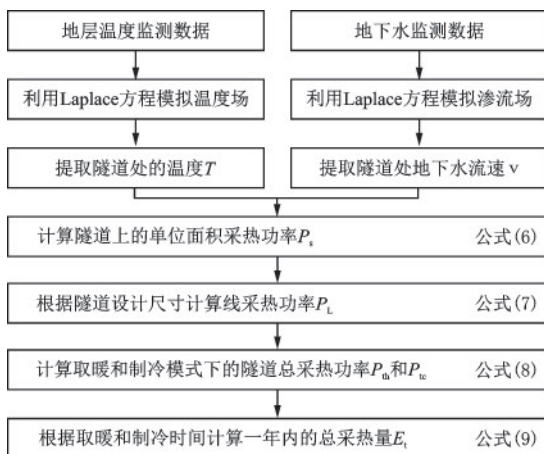 地层温度监测数据
地下水监测数据
利用Laplace方程模拟温度场
利用Laplace方程模拟渗流场
提取隧道处的温度T
提取隧道处地下水流速v
计算隧道上的单位面积采热功率Ps 公式(6)
根据隧道设计尺寸计算线采热功率PL 公式(7)
计算取暖和制冷模式下的隧道总采热功率Pth和Ptc 公式(8)
根据取暖和制冷时间计算一年内的总采热量Et 公式(9)